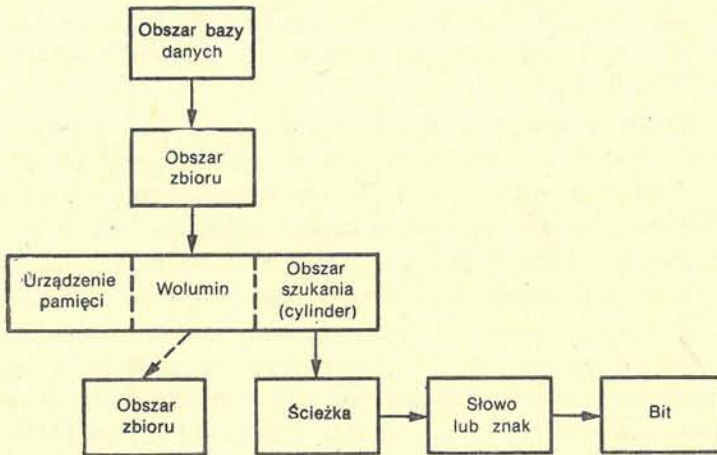 Obszar bazy
danych
Obszar
zbioru
Urządzenie
pamięci
Wolumin
Obszar
szukania
(cylinder)
Obszar
zbioru
Ścieżka
Słowo
lub znak
Bit